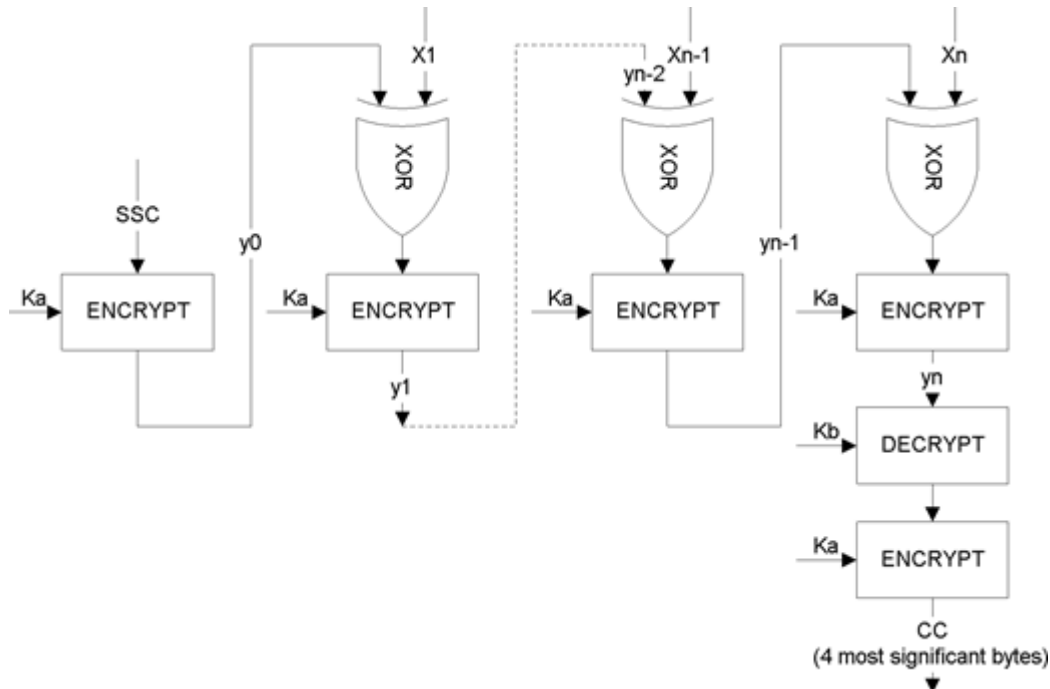 X1
Xn-1
Xn
yn-2
XOR
XOR
XOR
SSC
y0
yn-1
Ka
ENCRYPT
Ka
ENCRYPT
Ka
ENCRYPT
Ka
ENCRYPT
y1
yn
Kb
DECRYPT
Ka
ENCRYPT
CC
(4 most significant bytes)